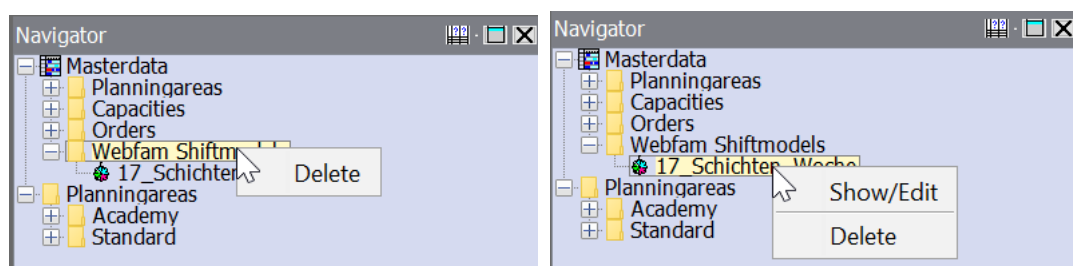 Navigator
Masterdata
Planningareas
Capacities
Orders
Webfam Shiftm
17_Schichten
Delete
Planningareas
Academy
Standard
Navigator
Masterdata
Planningareas
Capacities
Orders
Webfam Shiftmodels
17_Schichten_Woche
Show/Edit
Planningareas
Academy
Delete
Standard